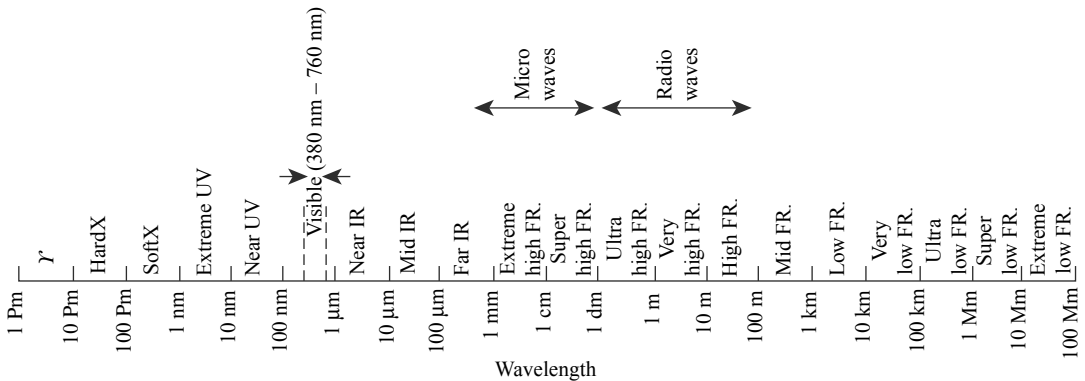 Visible (380 nm – 760 nm)
Micro
waves
Radio
waves
r
HardX
SoftX
Extreme UV
Near UV
Near IR
Mid IR
Far IR
Extreme
high FR.
Super
high FR.
Ultra
high FR.
Very
high FR.
High FR.
Mid FR.
Low FR.
Very
low FR.
Ultra
low FR.
Super
low FR.
Extreme
low FR.
1 Pm
10 Pm
100 Pm
1 nm
10 nm
100 nm
1 μm
10 μm
100 μm
1 mm
1 cm
1 dm
1 m
10 m
100 m
1 km
10 km
100 km
1 Mm
10 Mm
100 Mm
Wavelength